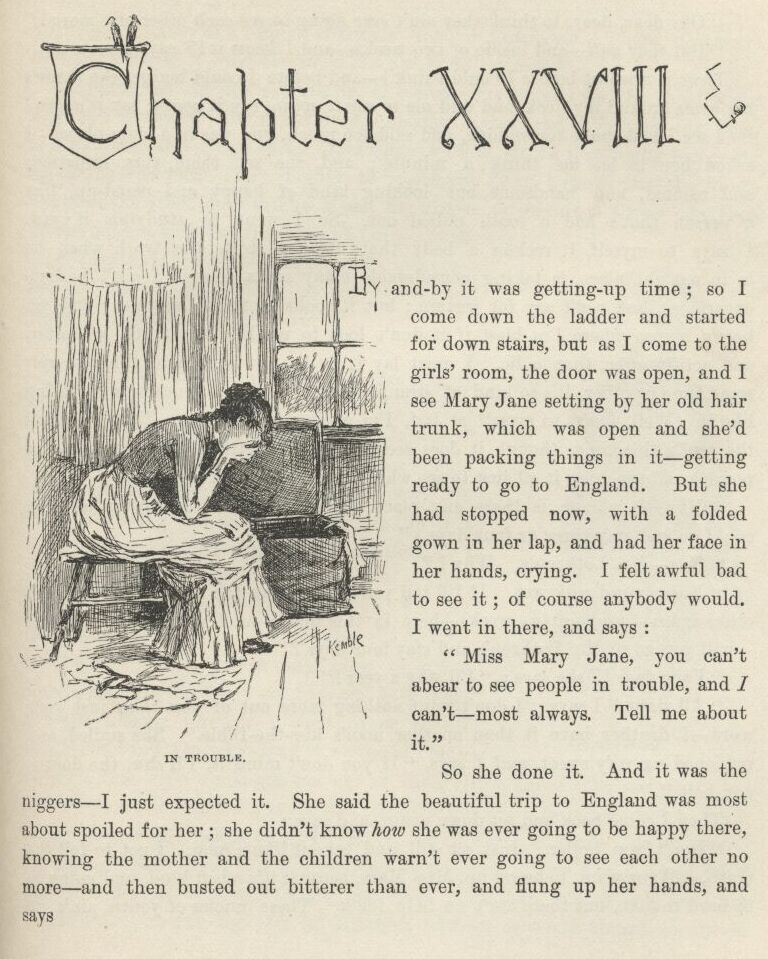 Chapter XXVIII
By and-by it was getting-up time; so I
come down the ladder and started
for down stairs, but as I come to the
girls' room, the door was open, and I
see Mary Jane setting by her old hair
trunk, which was open and she'd
been packing things in it—getting
ready to go to England. But she
had stopped now, with a folded
gown in her lap, and had her face in
her hands, crying. I felt awful bad
to see it; of course anybody would.
I went in there, and says:
"Miss Mary Jane, you can't
abear to see people in trouble, and I
can't—most always. Tell me about
it."
Kemble
IN TROUBLE.
So she done it. And it was the
niggers—I just expected it. She said the beautiful trip to England was most
about spoiled for her; she didn't know how she was ever going to be happy there,
knowing the mother and the children warn't ever going to see each other no
more—and then busted out bitterer than ever, and flung up her hands, and
says